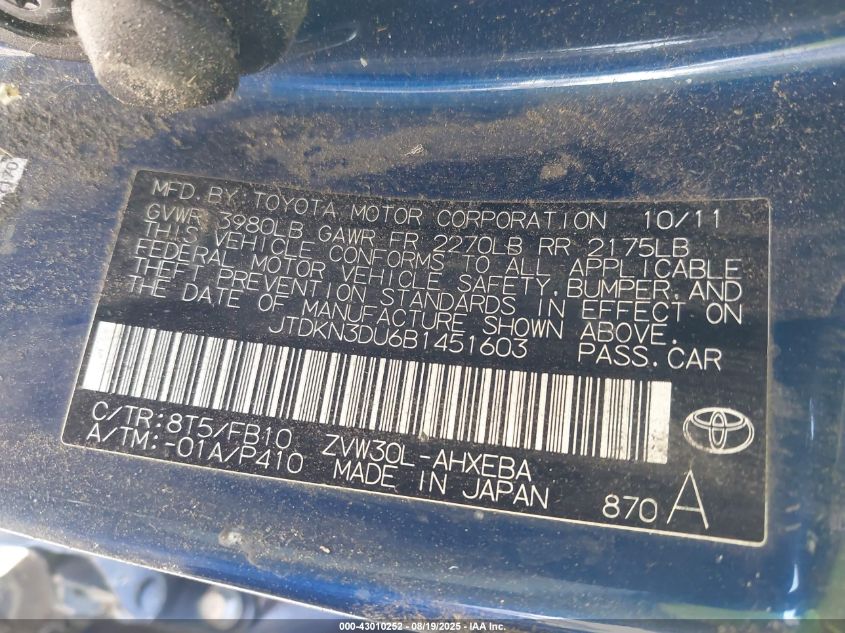 MFD BY: TOYOTA MOTOR CORPORATION 10/11
GVWR 3980LB GAWR FR 2270LB RR 2175LB
THIS VEHICLE CONFORMS TO ALL APPLICABLE
FEDERAL MOTOR VEHICLE SAFETY, BUMPER, AND
THEFT PREVENTION STANDARDS IN EFFECT ON
THE DATE OF MANUFACTURE SHOWN ABOVE.
JTDKN3DU6B1451603 PASS.CAR
C/TR:8T5/FB10 ZVW30L-AHXEBA
A/TM:-01A/P410 MADE IN JAPAN 870 A
000-43010252 - 08/19/2025 - IAA Inc.